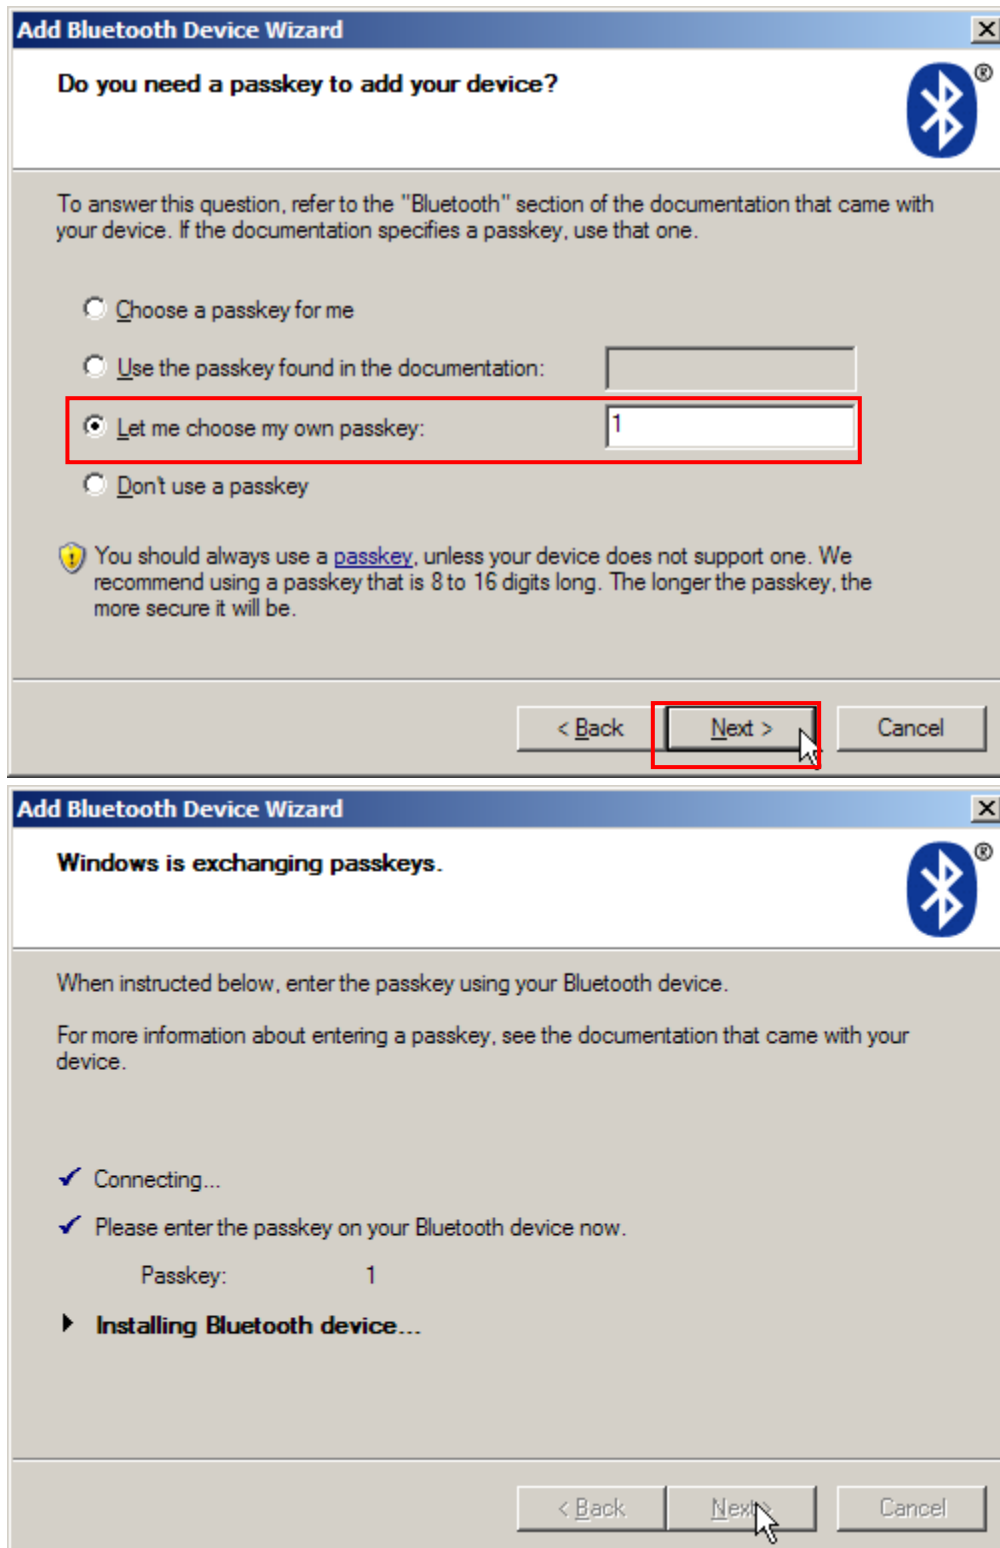 Add Bluetooth Device Wizard
Do you need a passkey to add your device?
®
To answer this question, refer to the "Bluetooth" section of the documentation that came with
your device. If the documentation specifies a passkey, use that one.
Choose a passkey for me
Use the passkey found in the documentation:
Let me choose my own passkey: 1
Don't use a passkey
You should always use a passkey, unless your device does not support one. We
recommend using a passkey that is 8 to 16 digits long. The longer the passkey, the
more secure it will be.
< Back Next > Cancel
Add Bluetooth Device Wizard
Windows is exchanging passkeys.
®
When instructed below, enter the passkey using your Bluetooth device.
For more information about entering a passkey, see the documentation that came with your
device.
Connecting...
Please enter the passkey on your Bluetooth device now.
Passkey: 1
Installing Bluetooth device...
< Back Next > Cancel